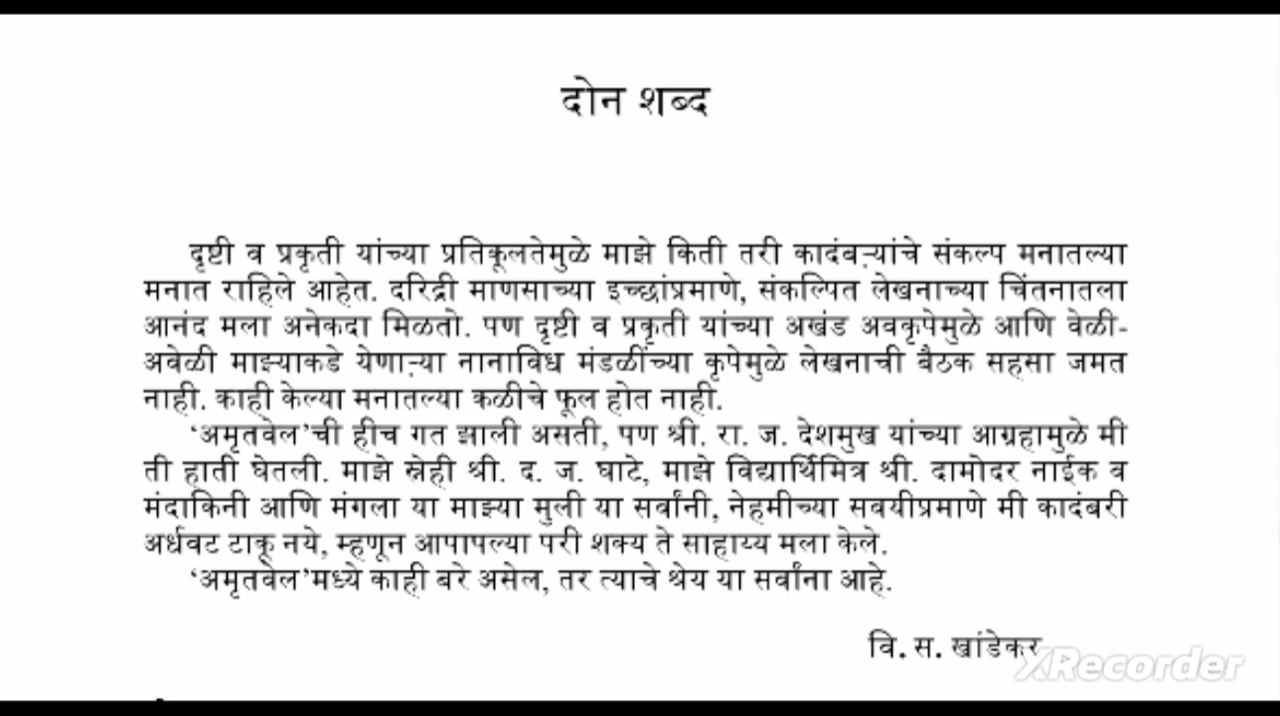 दोन शब्द
दृष्टी व प्रकृती यांच्या प्रतिकूलतेमुळे माझे किती तरी कादंबऱ्यांचे संकल्प मनातल्या
मनात राहिले आहेत. दरिद्री माणसाच्या इच्छांप्रमाणे, संकल्पित लेखनाच्या चिंतनातला
आनंद मला अनेकदा मिळतो. पण दृष्टी व प्रकृती यांच्या अखंड अवकृपेमुळे आणि वेळी-
अवेळी माझ्याकडे येणाऱ्या नानाविध मंडळींच्या कृपेमुळे लेखनाची बैठक सहसा जमत
नाही. काही केल्या मनातल्या कळीचे फूल होत नाही.
‘अमृतवेल’ची हीच गत झाली असती, पण श्री. रा. ज. देशमुख यांच्या आग्रहामुळे मी
ती हाती घेतली. माझे स्नेही श्री. द. ज. घाटे, माझे विद्यार्थिमित्र श्री. दामोदर नाईक व
मंदाकिनी आणि मंगला या माझ्या मुली या सर्वांनी, नेहमीच्या सवयीप्रमाणे मी कादंबरी
अर्धवट टाकू नये, म्हणून आपापल्या परी शक्य ते साहाय्य मला केले.
‘अमृतवेल’मध्ये काही बरे असेल, तर त्याचे श्रेय या सर्वांना आहे.
वि. स. खांडेकर
XRecorder